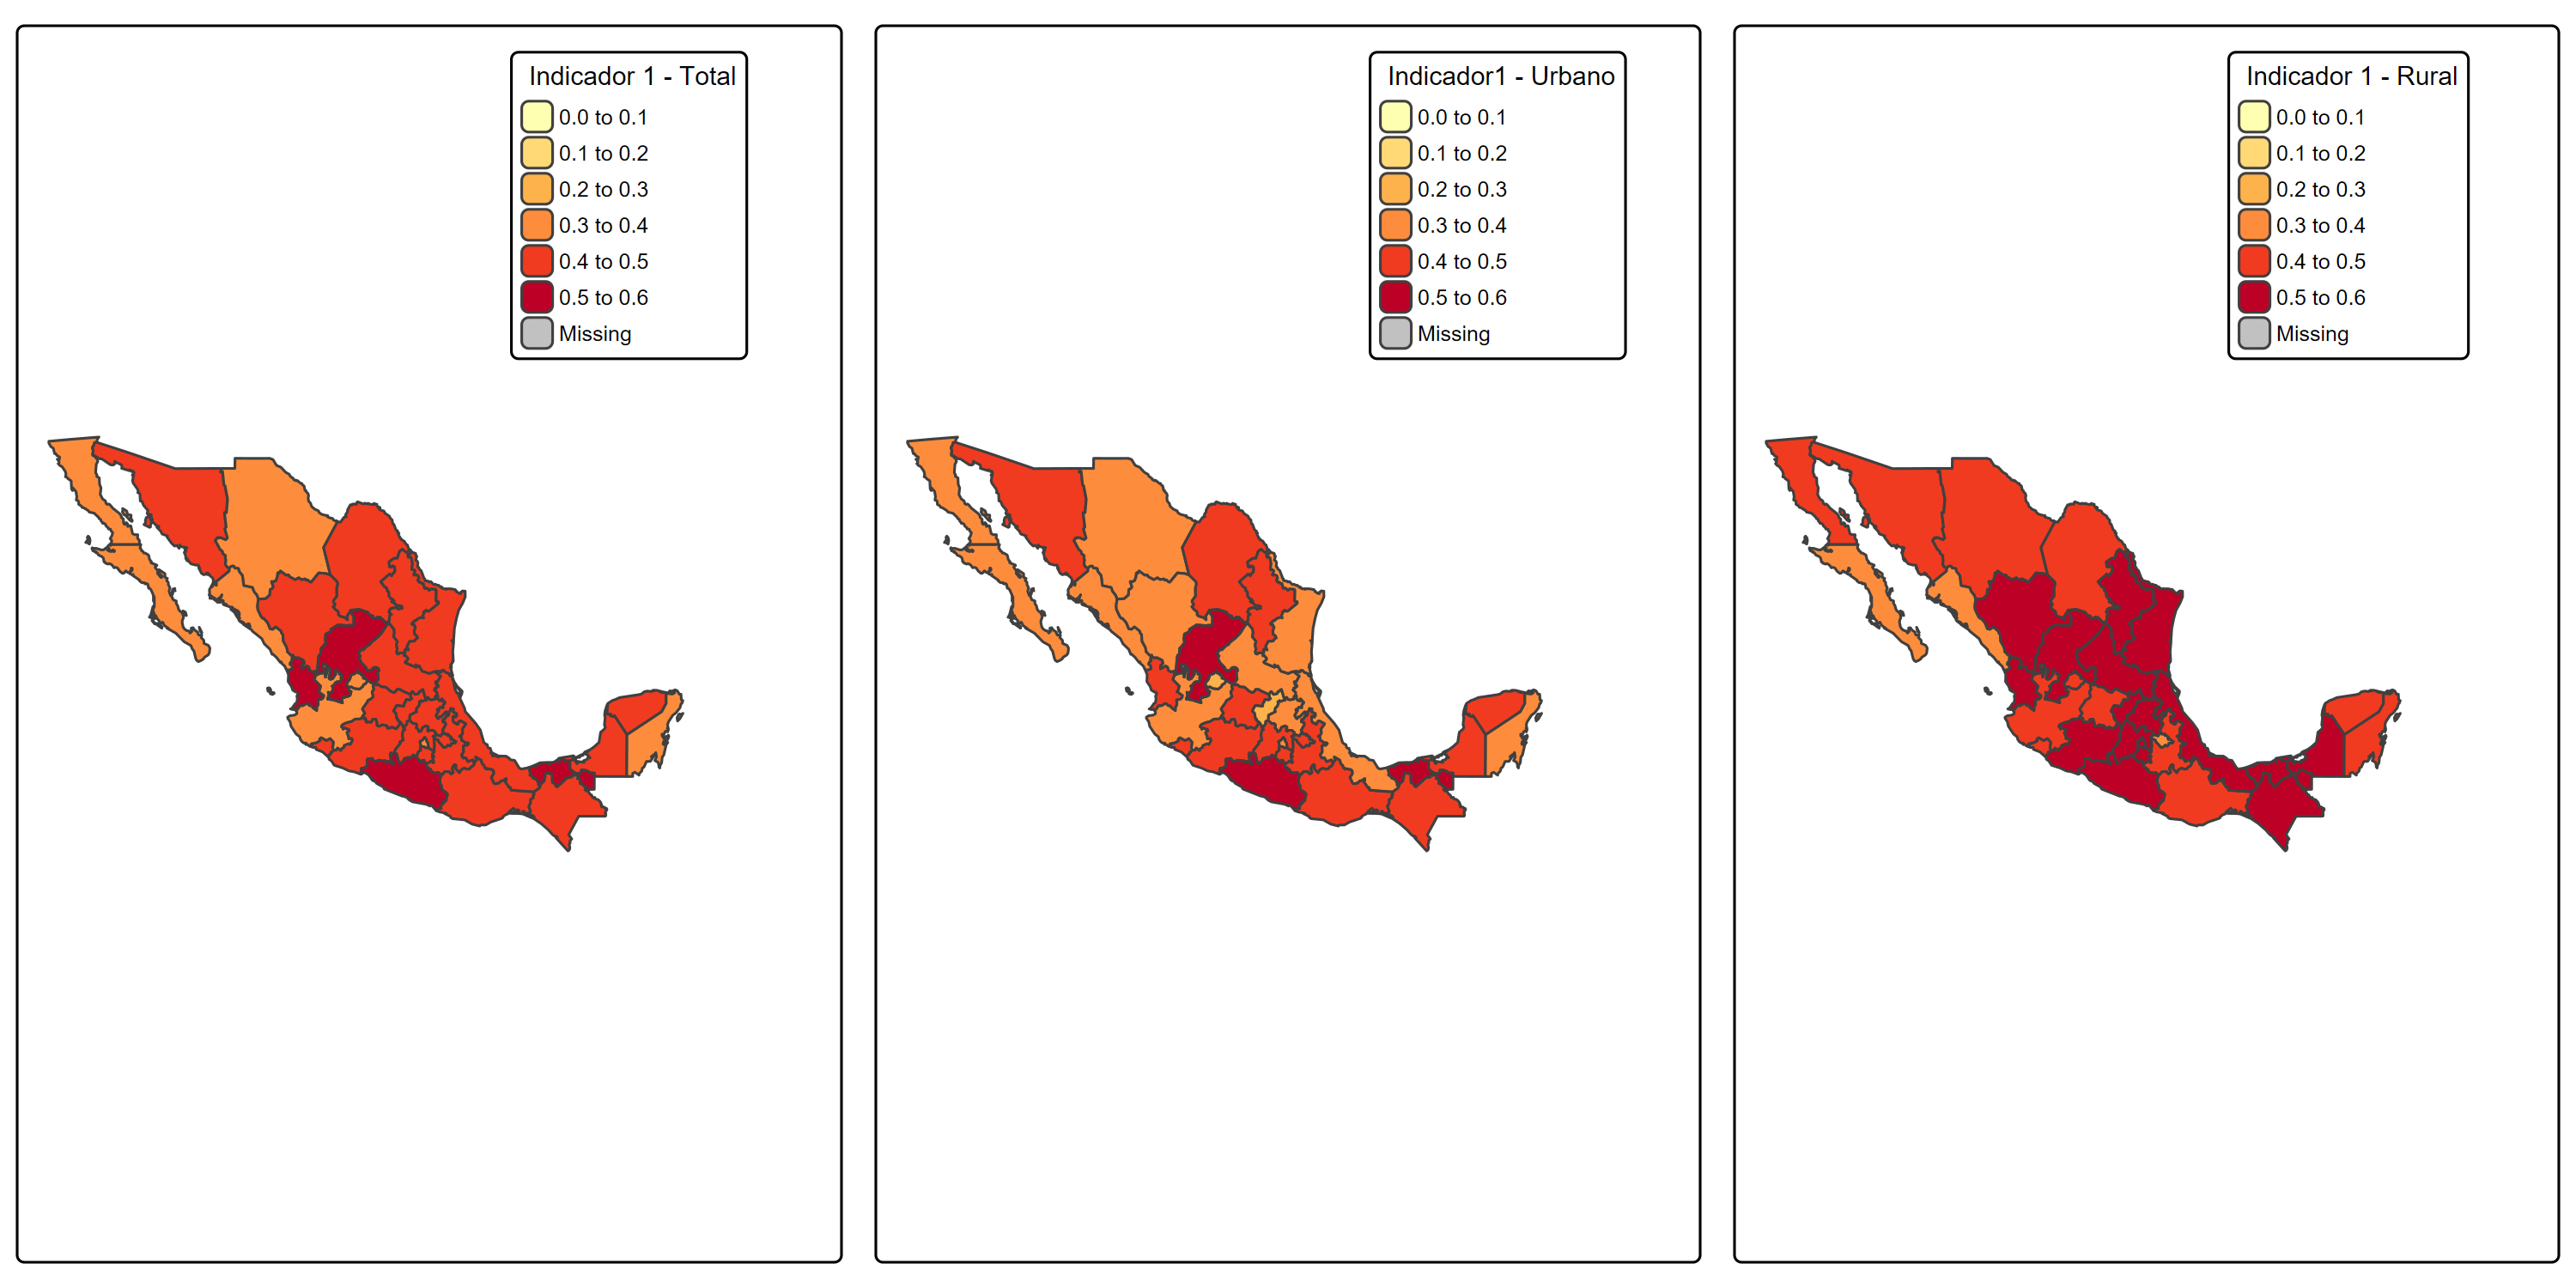 Indicador 1 - Total
0.0 to 0.1
0.1 to 0.2
0.2 to 0.3
0.3 to 0.4
0.4 to 0.5
0.5 to 0.6
Missing
Indicador1 - Urbano
0.0 to 0.1
0.1 to 0.2
0.2 to 0.3
0.3 to 0.4
0.4 to 0.5
0.5 to 0.6
Missing
Indicador 1 - Rural
0.0 to 0.1
0.1 to 0.2
0.2 to 0.3
0.3 to 0.4
0.4 to 0.5
0.5 to 0.6
Missing